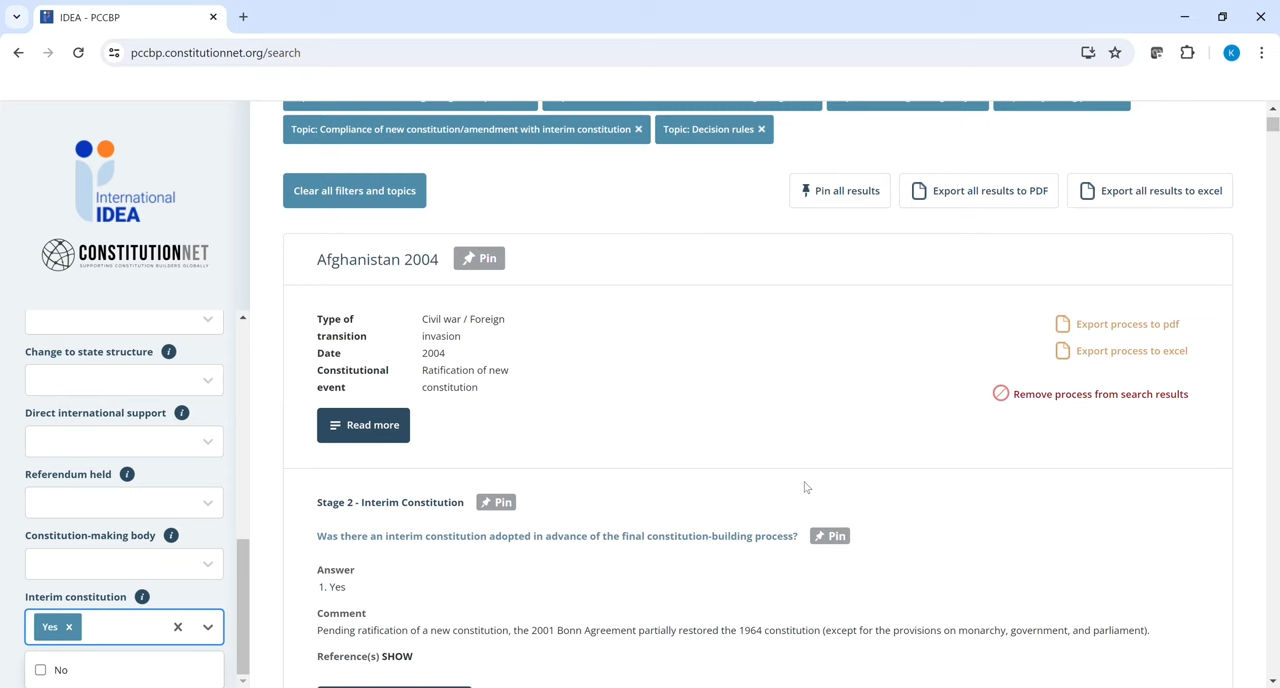 IDEA - PCCBP
pccbp.constitutionnet.org/search
K
International
IDEA
CONSTITUTIONNET
SUPPORTING CONSTITUTION BUILDERS GLOBALLY
Change to state structure i
Direct international support i
Referendum held i
Constitution-making body i
Interim constitution i
Yes ×
No
Topic: Compliance of new constitution/amendment with interim constitution × Topic: Decision rules ×
Clear all filters and topics Pin all results Export all results to PDF Export all results to excel
Afghanistan 2004 Pin
Type of transition Civil war / Foreign invasion
Date 2004
Constitutional event Ratification of new constitution
Export process to pdf
Export process to excel
Remove process from search results
Read more
Stage 2 - Interim Constitution Pin
Was there an interim constitution adopted in advance of the final constitution-building process? Pin
Answer
1. Yes
Comment
Pending ratification of a new constitution, the 2001 Bonn Agreement partially restored the 1964 constitution (except for the provisions on monarchy, government, and parliament).
Reference(s) SHOW